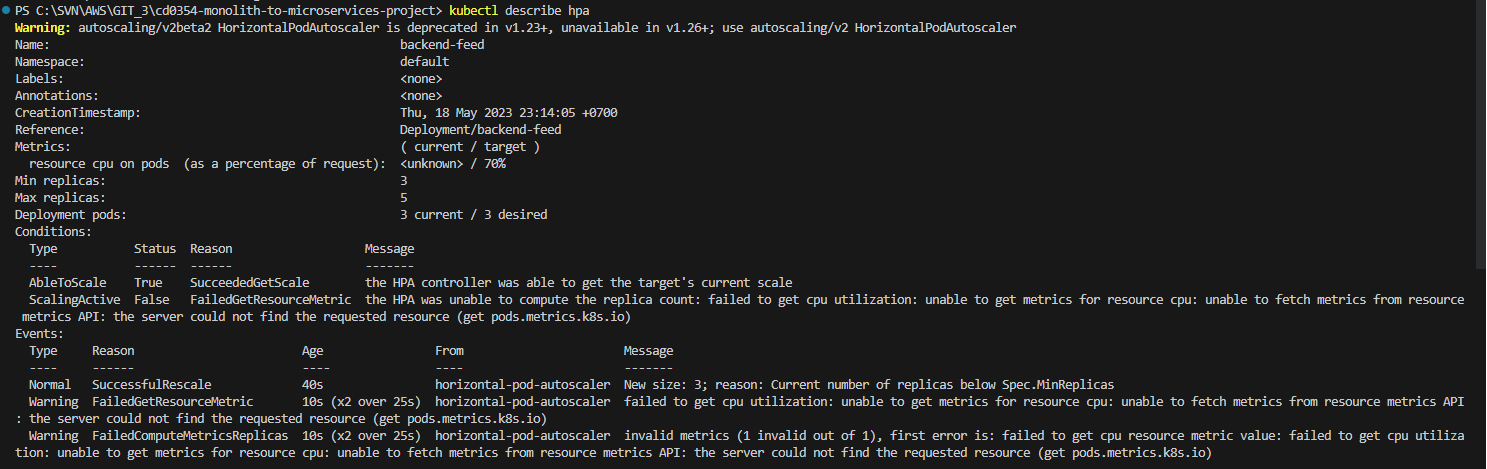 PS C:\SVN\AWS\GIT_3\cd0354-monolith-to-microservices-project> kubectl describe hpa
Warning: autoscaling/v2beta2 HorizontalPodAutoscaler is deprecated in v1.23+, unavailable in v1.26+; use autoscaling/v2 HorizontalPodAutoscaler
Name: backend-feed
Namespace: default
Labels: <none>
Annotations: <none>
CreationTimestamp: Thu, 18 May 2023 23:14:05 +0700
Reference: Deployment/backend-feed
Metrics: ( current / target )
resource cpu on pods (as a percentage of request): <unknown> / 70%
Min replicas: 3
Max replicas: 5
Deployment pods: 3 current / 3 desired
Conditions:
Type Status Reason Message
---- ------ ------ -------
AbleToScale True SucceededGetScale the HPA controller was able to get the target's current scale
ScalingActive False FailedGetResourceMetric the HPA was unable to compute the replica count: failed to get cpu utilization: unable to get metrics for resource cpu: unable to fetch metrics from resource
metrics API: the server could not find the requested resource (get pods.metrics.k8s.io)
Events:
Type Reason Age From Message
---- ------ ---- ---- -------
Normal SuccessfulRescale 40s horizontal-pod-autoscaler New size: 3; reason: Current number of replicas below Spec.MinReplicas
Warning FailedGetResourceMetric 10s (x2 over 25s) horizontal-pod-autoscaler failed to get cpu utilization: unable to get metrics for resource cpu: unable to fetch metrics from resource metrics API
: the server could not find the requested resource (get pods.metrics.k8s.io)
Warning FailedComputeMetricsReplicas 10s (x2 over 25s) horizontal-pod-autoscaler invalid metrics (1 invalid out of 1), first error is: failed to get cpu resource metric value: failed to get cpu utiliza
tion: unable to get metrics for resource cpu: unable to fetch metrics from resource metrics API: the server could not find the requested resource (get pods.metrics.k8s.io)